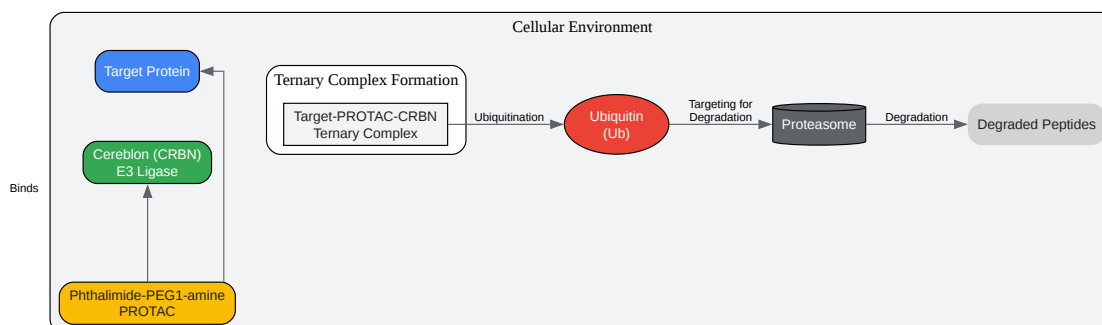 Cellular Environment
Target Protein
Ternary Complex Formation
Target-PROTAC-CRBN
Ternary Complex
Ubiquitination
Ubiquitin
(Ub)
Targeting for
Degradation
Proteasome
Degradation
Degraded Peptides
Cereblon (CRBN)
E3 Ligase
Binds
Phthalimide-PEG1-amine
PROTAC